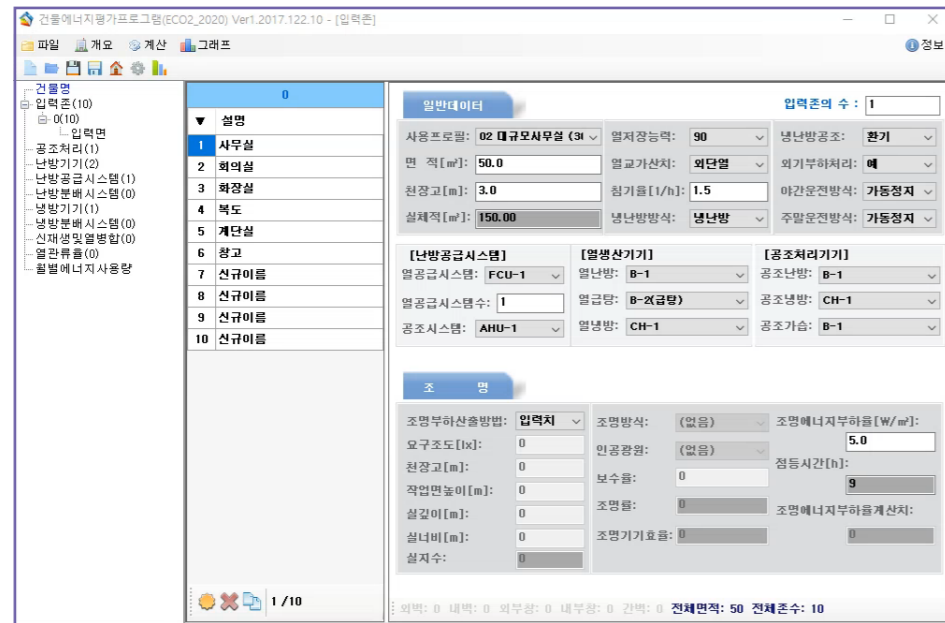 건물에너지평가프로그램(ECO2_2020) Ver1.2017.122.10 - [입력존]
파일 개요 계산 그래프 정보
건물명
입력존(10)
0(10)
입력면
공조처리(1)
난방기기(2)
난방공급시스템(1)
난방분배시스템(0)
냉방기기(1)
냉방분배시스템(0)
신재생및열병합(0)
열관류율(0)
월별에너지사용량
0
▼ 설명
1 사무실
2 회의실
3 화장실
4 복도
5 계단실
6 창고
7 신규이름
8 신규이름
9 신규이름
10 신규이름
1 /10
일반데이터 입력존의 수 : 1
사용프로필: 02 대규모사무실 (30 열저장능력: 90 냉난방공조: 환기
면 적[㎡]: 50.0 열교가산치: 외단열 외기부하처리: 예
천장고[m]: 3.0 침기율[1/h]: 1.5 야간운전방식: 가동정지
실체적[㎥]: 150.00 냉난방방식: 냉난방 주말운전방식: 가동정지
[난방공급시스템] [열생산기기] [공조처리기기]
열공급시스템: FCU-1 열난방: B-1 공조난방: B-1
열공급시스템수: 1 열급탕: B-2(급탕) 공조냉방: CH-1
공조시스템: AHU-1 열냉방: CH-1 공조가습: B-1
조 명
조명부하산출방법: 입력치 조명방식: (없음) 조명에너지부하율[W/㎡]:
요구조도[lx]: 0 인공광원: (없음) 5.0
천장고[m]: 0 보수율: 0 점등시간[h]:
작업면높이[m]: 0 9
실깊이[m]: 0 조명률: 0 조명에너지부하율계산치:
실너비[m]: 0 조명기기효율: 0 0
실지수: 0
외벽: 0 내벽: 0 외부창: 0 내부창: 0 간벽: 0 전체면적: 50 전체존수: 10